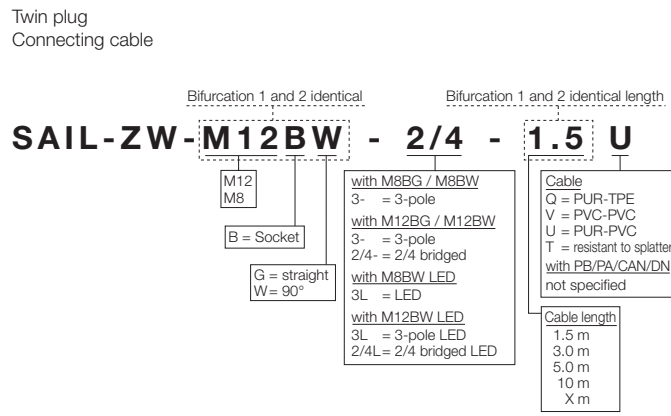 Twin plug
Connecting cable
Bifurcation 1 and 2 identical
Bifurcation 1 and 2 identical length
SAIL-ZW-M12BW - 2/4 - 1.5 U
M12
M8
B = Socket
G = straight
W = 90°
with M8BG / M8BW
3- = 3-pole
with M12BG / M12BW
3- = 3-pole
2/4- = 2/4 bridged
with M8BW LED
3L = LED
with M12BW LED
3L = 3-pole LED
2/4L= 2/4 bridged LED
Cable
Q = PUR-TPE
V = PVC-PVC
U = PUR-PVC
T = resistant to splatter
with PB/PA/CAN/DN
not specified
Cable length
1.5 m
3.0 m
5.0 m
10 m
X m